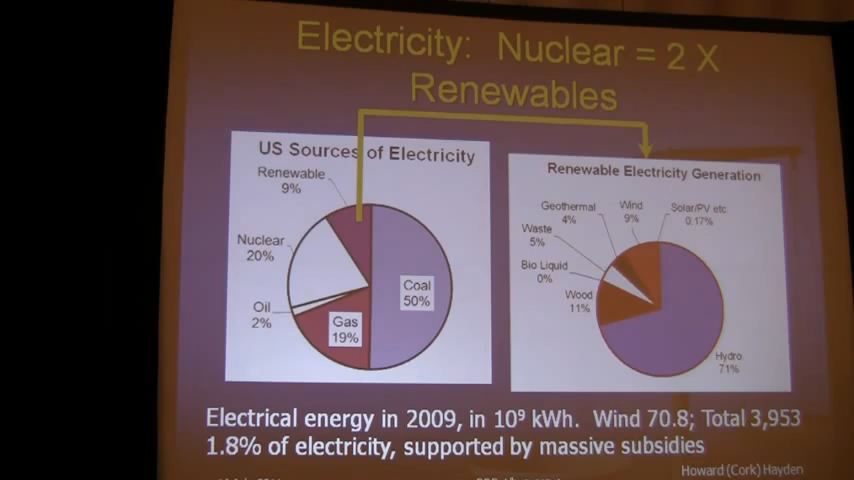 Electricity: Nuclear = 2 X
Renewables
US Sources of Electricity
Renewable
9%
Nuclear
20%
Oil
2%
Gas
19%
Coal
50%
Renewable Electricity Generation
Geothermal
4%
Wind
9%
Solar/PV etc
0.17%
Waste
5%
Bio Liquid
0%
Wood
11%
Hydro
71%
Electrical energy in 2009, in 10⁹ kWh. Wind 70.8; Total 3,953
1.8% of electricity, supported by massive subsidies
Howard (Cork) Hayden